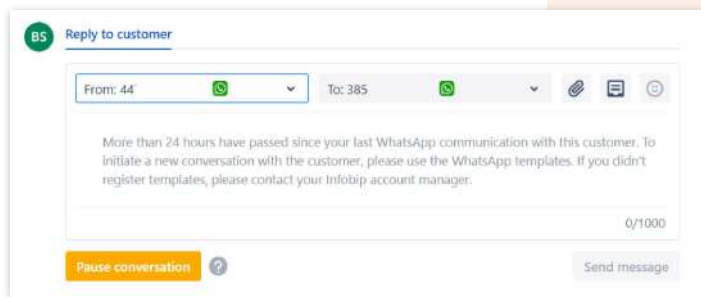 BS
Reply to customer
From: 44
To: 385
More than 24 hours have passed since your last WhatsApp communication with this customer. To
initiate a new conversation with the customer, please use the WhatsApp templates. If you didn't
register templates, please contact your Infobip account manager.
0/1000
Pause conversation ?
Send message